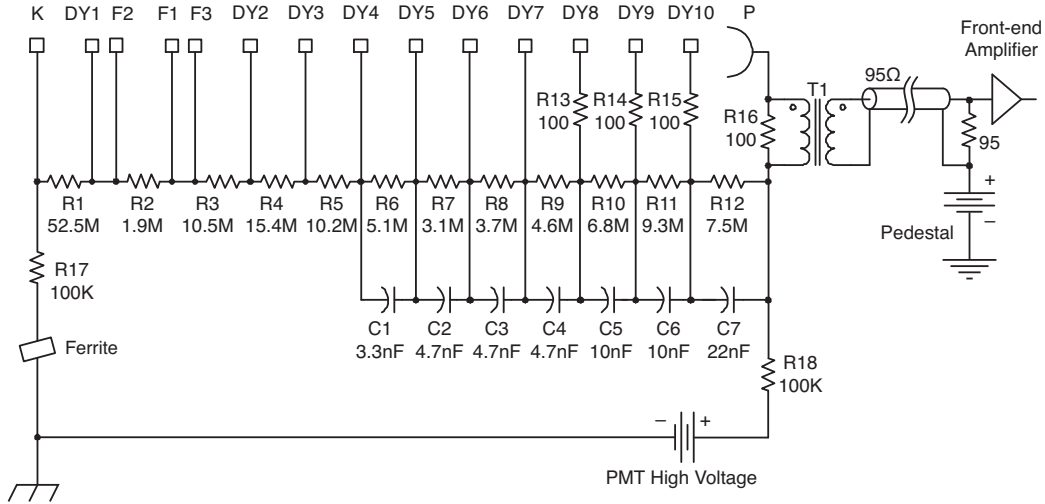 K DY1 F2 F1 F3 DY2 DY3 DY4 DY5 DY6 DY7 DY8 DY9 DY10 P
Front-end
Amplifier
R13
100
R14
100
R15
100
R16
100
T1
95Ω
95
R1
52.5M
R2
1.9M
R3
10.5M
R4
15.4M
R5
10.2M
R6
5.1M
R7
3.1M
R8
3.7M
R9
4.6M
R10
6.8M
R11
9.3M
R12
7.5M
+
–
Pedestal
R17
100K
Ferrite
C1
3.3nF
C2
4.7nF
C3
4.7nF
C4
4.7nF
C5
10nF
C6
10nF
C7
22nF
R18
100K
– +
PMT High Voltage